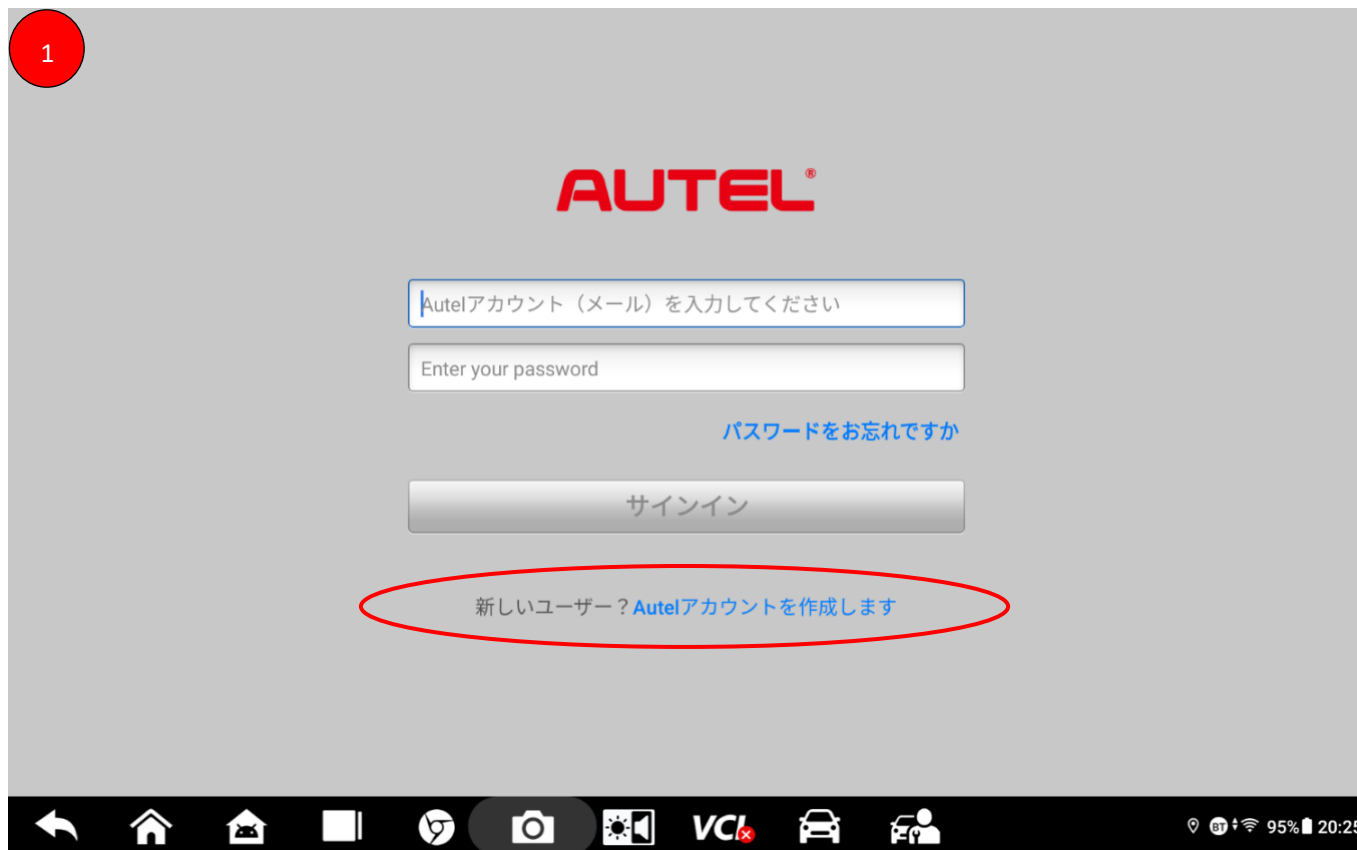 1
AUTEL®
Autelアカウント（メール）を入力してください
Enter your password
パスワードをお忘れですか
サインイン
新しいユーザー？Autelアカウントを作成します
VCI
BT 95% 20:25